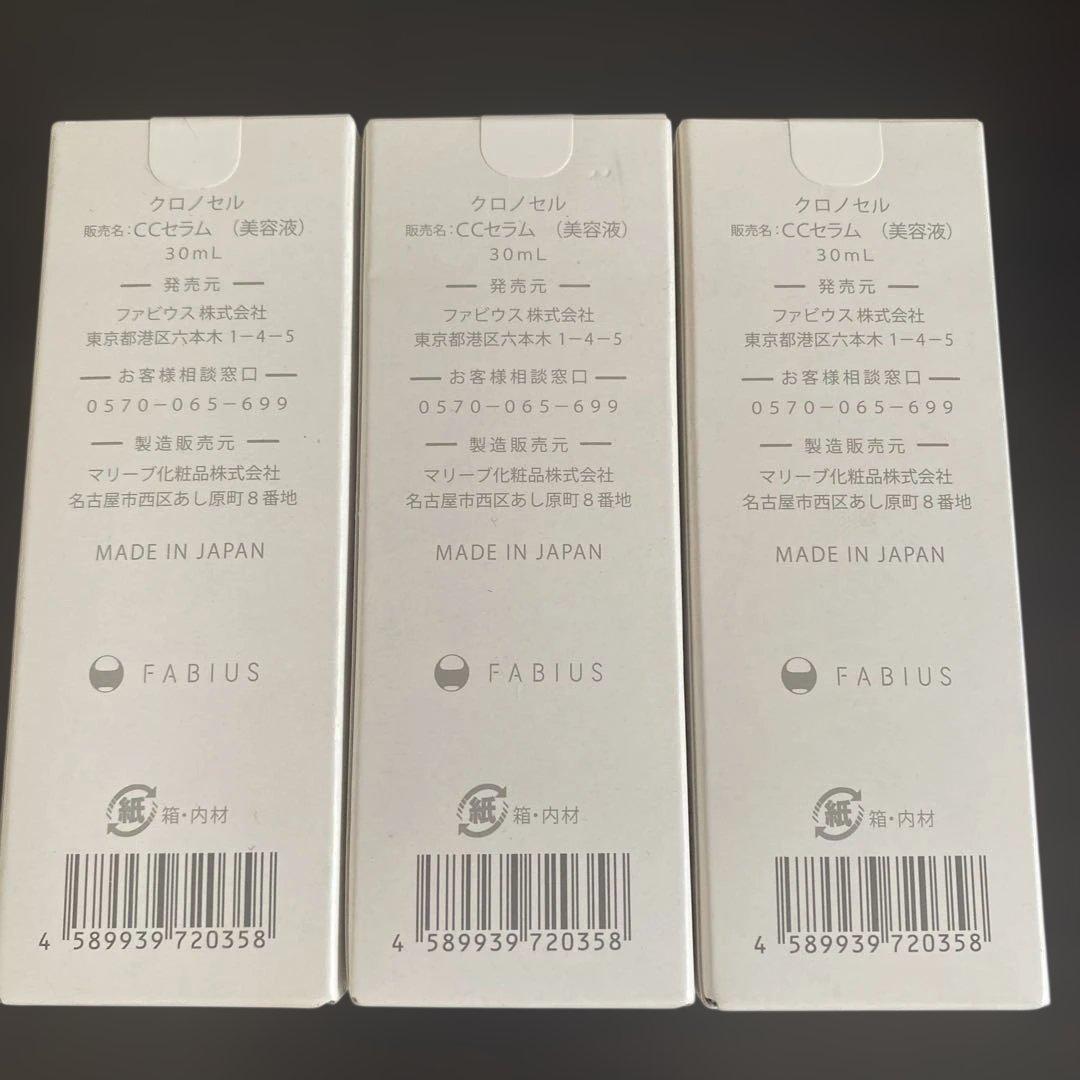 クロノセル
販売名:CCセラム (美容液)
30mL
発売元
ファビウス株式会社
東京都港区六本木1-4-5
お客様相談窓口
0570-065-699
製造販売元
マリーブ化粧品株式会社
名古屋市西区あし原町8番地
MADE IN JAPAN
FABIUS
紙 箱・内材
4 589939 720358
クロノセル
販売名:CCセラム (美容液)
30mL
発売元
ファビウス株式会社
東京都港区六本木1-4-5
お客様相談窓口
0570-065-699
製造販売元
マリーブ化粧品株式会社
名古屋市西区あし原町8番地
MADE IN JAPAN
FABIUS
紙 箱・内材
4 589939 720358
クロノセル
販売名:CCセラム (美容液)
30mL
発売元
ファビウス株式会社
東京都港区六本木1-4-5
お客様相談窓口
0570-065-699
製造販売元
マリーブ化粧品株式会社
名古屋市西区あし原町8番地
MADE IN JAPAN
FABIUS
紙 箱・内材
4 589939 720358